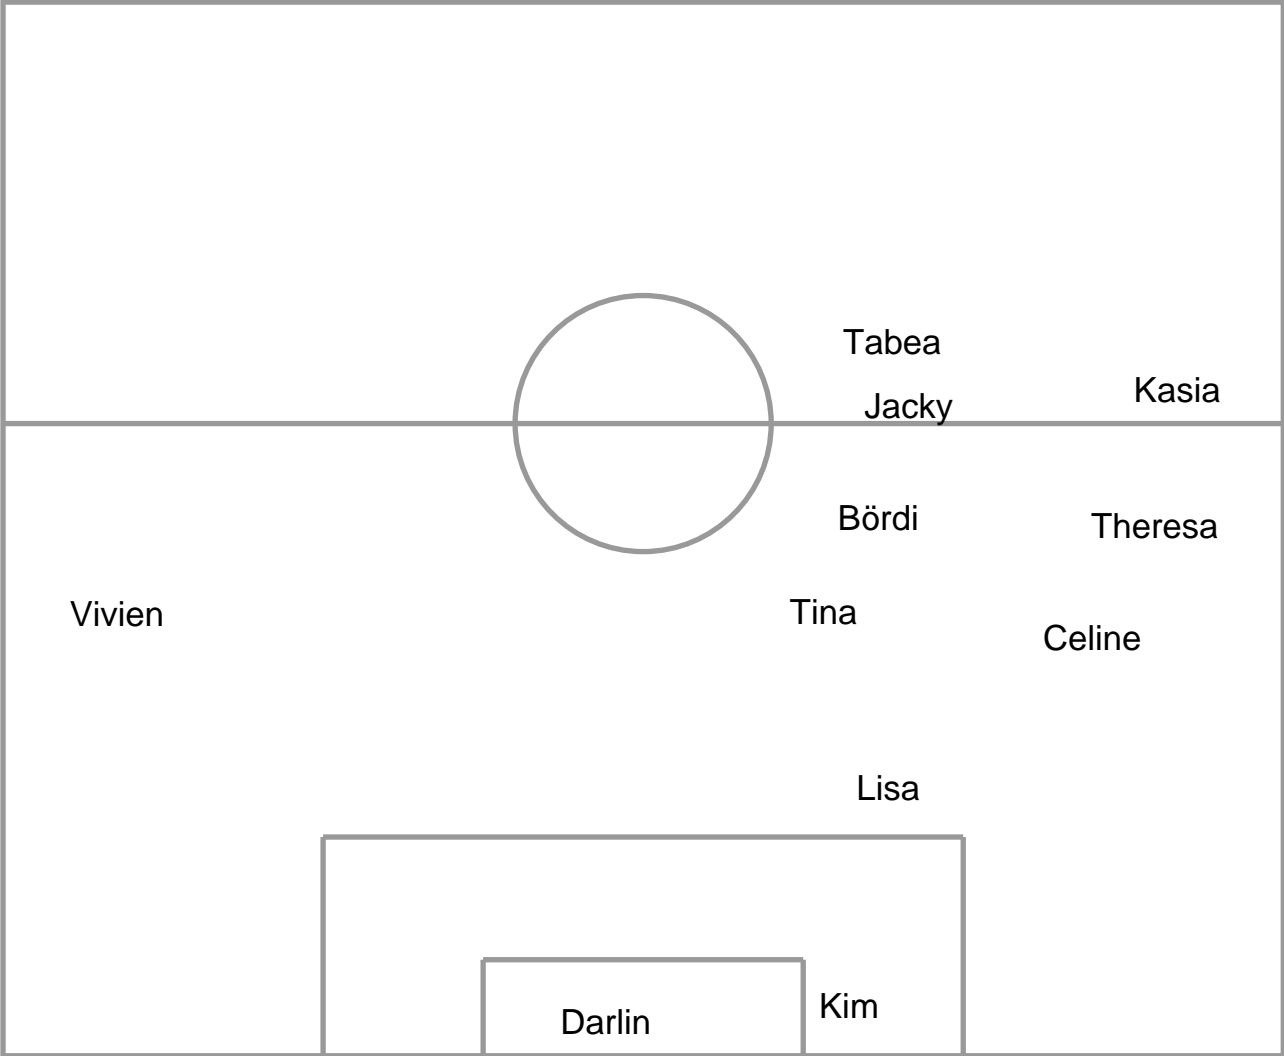 Tabea
Kasia
Jacky
Bördi
Theresa
Vivien
Tina
Celine
Lisa
Kim
Darlin